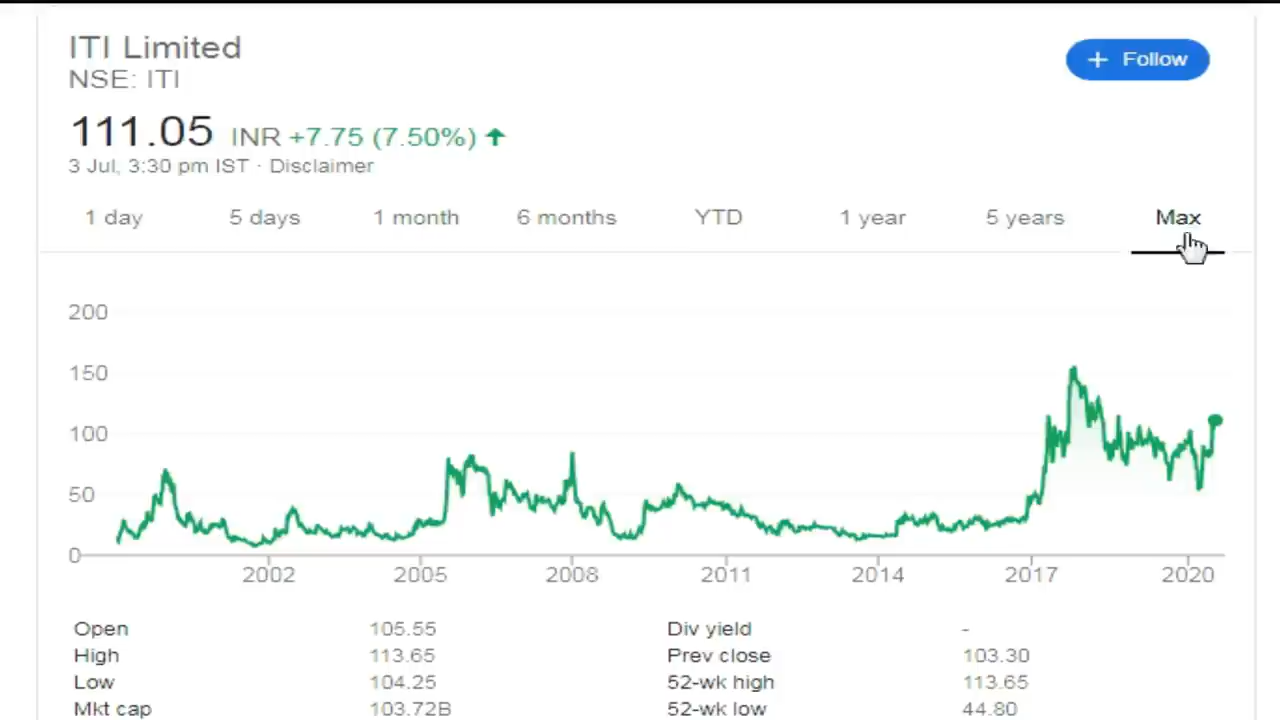 ITI Limited
+ Follow
NSE: ITI
111.05 INR +7.75 (7.50%) ↑
3 Jul, 3:30 pm IST · Disclaimer
1 day 5 days 1 month 6 months YTD 1 year 5 years Max
200
150
100
50
0
2002 2005 2008 2011 2014 2017 2020
Open 105.55 Div yield -
High 113.65 Prev close 103.30
Low 104.25 52-wk high 113.65
Mkt cap 103.72B 52-wk low 44.80